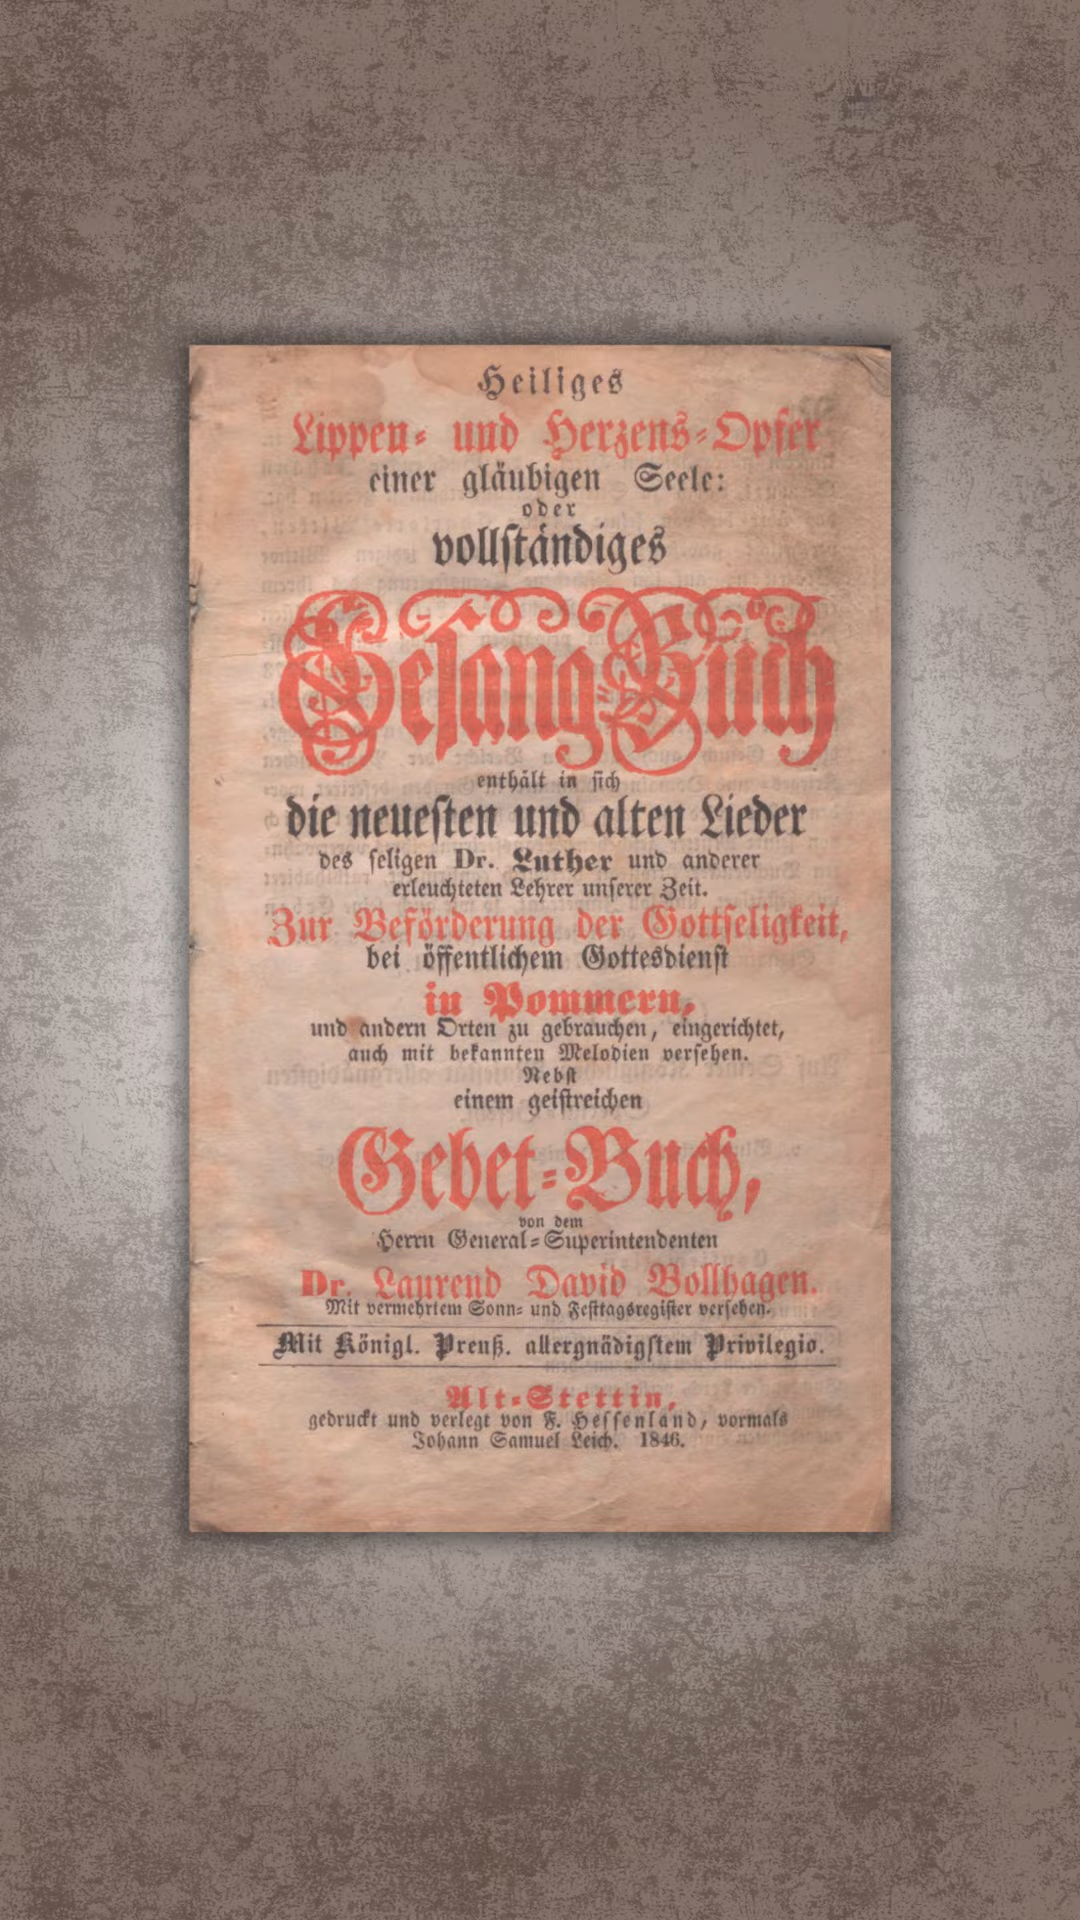 Heiliges
Lippen- und Herzens-Opfer
einer gläubigen Seele:
oder
vollständiges
Gesang-Buch
enthält in sich
die neuesten und alten Lieder
des seligen Dr. Luther und anderer
erleuchteten Lehrer unserer Zeit.
Zur Beförderung der Gottseligkeit,
bei öffentlichem Gottesdienst
in Pommern,
und andern Orten zu gebrauchen, eingerichtet,
auch mit bekannten Melodien versehen.
Nebst
einem geistreichen
Gebet-Buch,
von dem
Herrn General-Superintendenten
Dr. Laurend David Bollhagen.
Mit vermehrtem Sonn- und Festtagsregister versehen.
Mit Königl. Preuß. allergnädigstem Privilegio.
Alt-Stettin,
gedruckt und verlegt von F. Hessenland, vormals
Johann Samuel Leich. 1846.